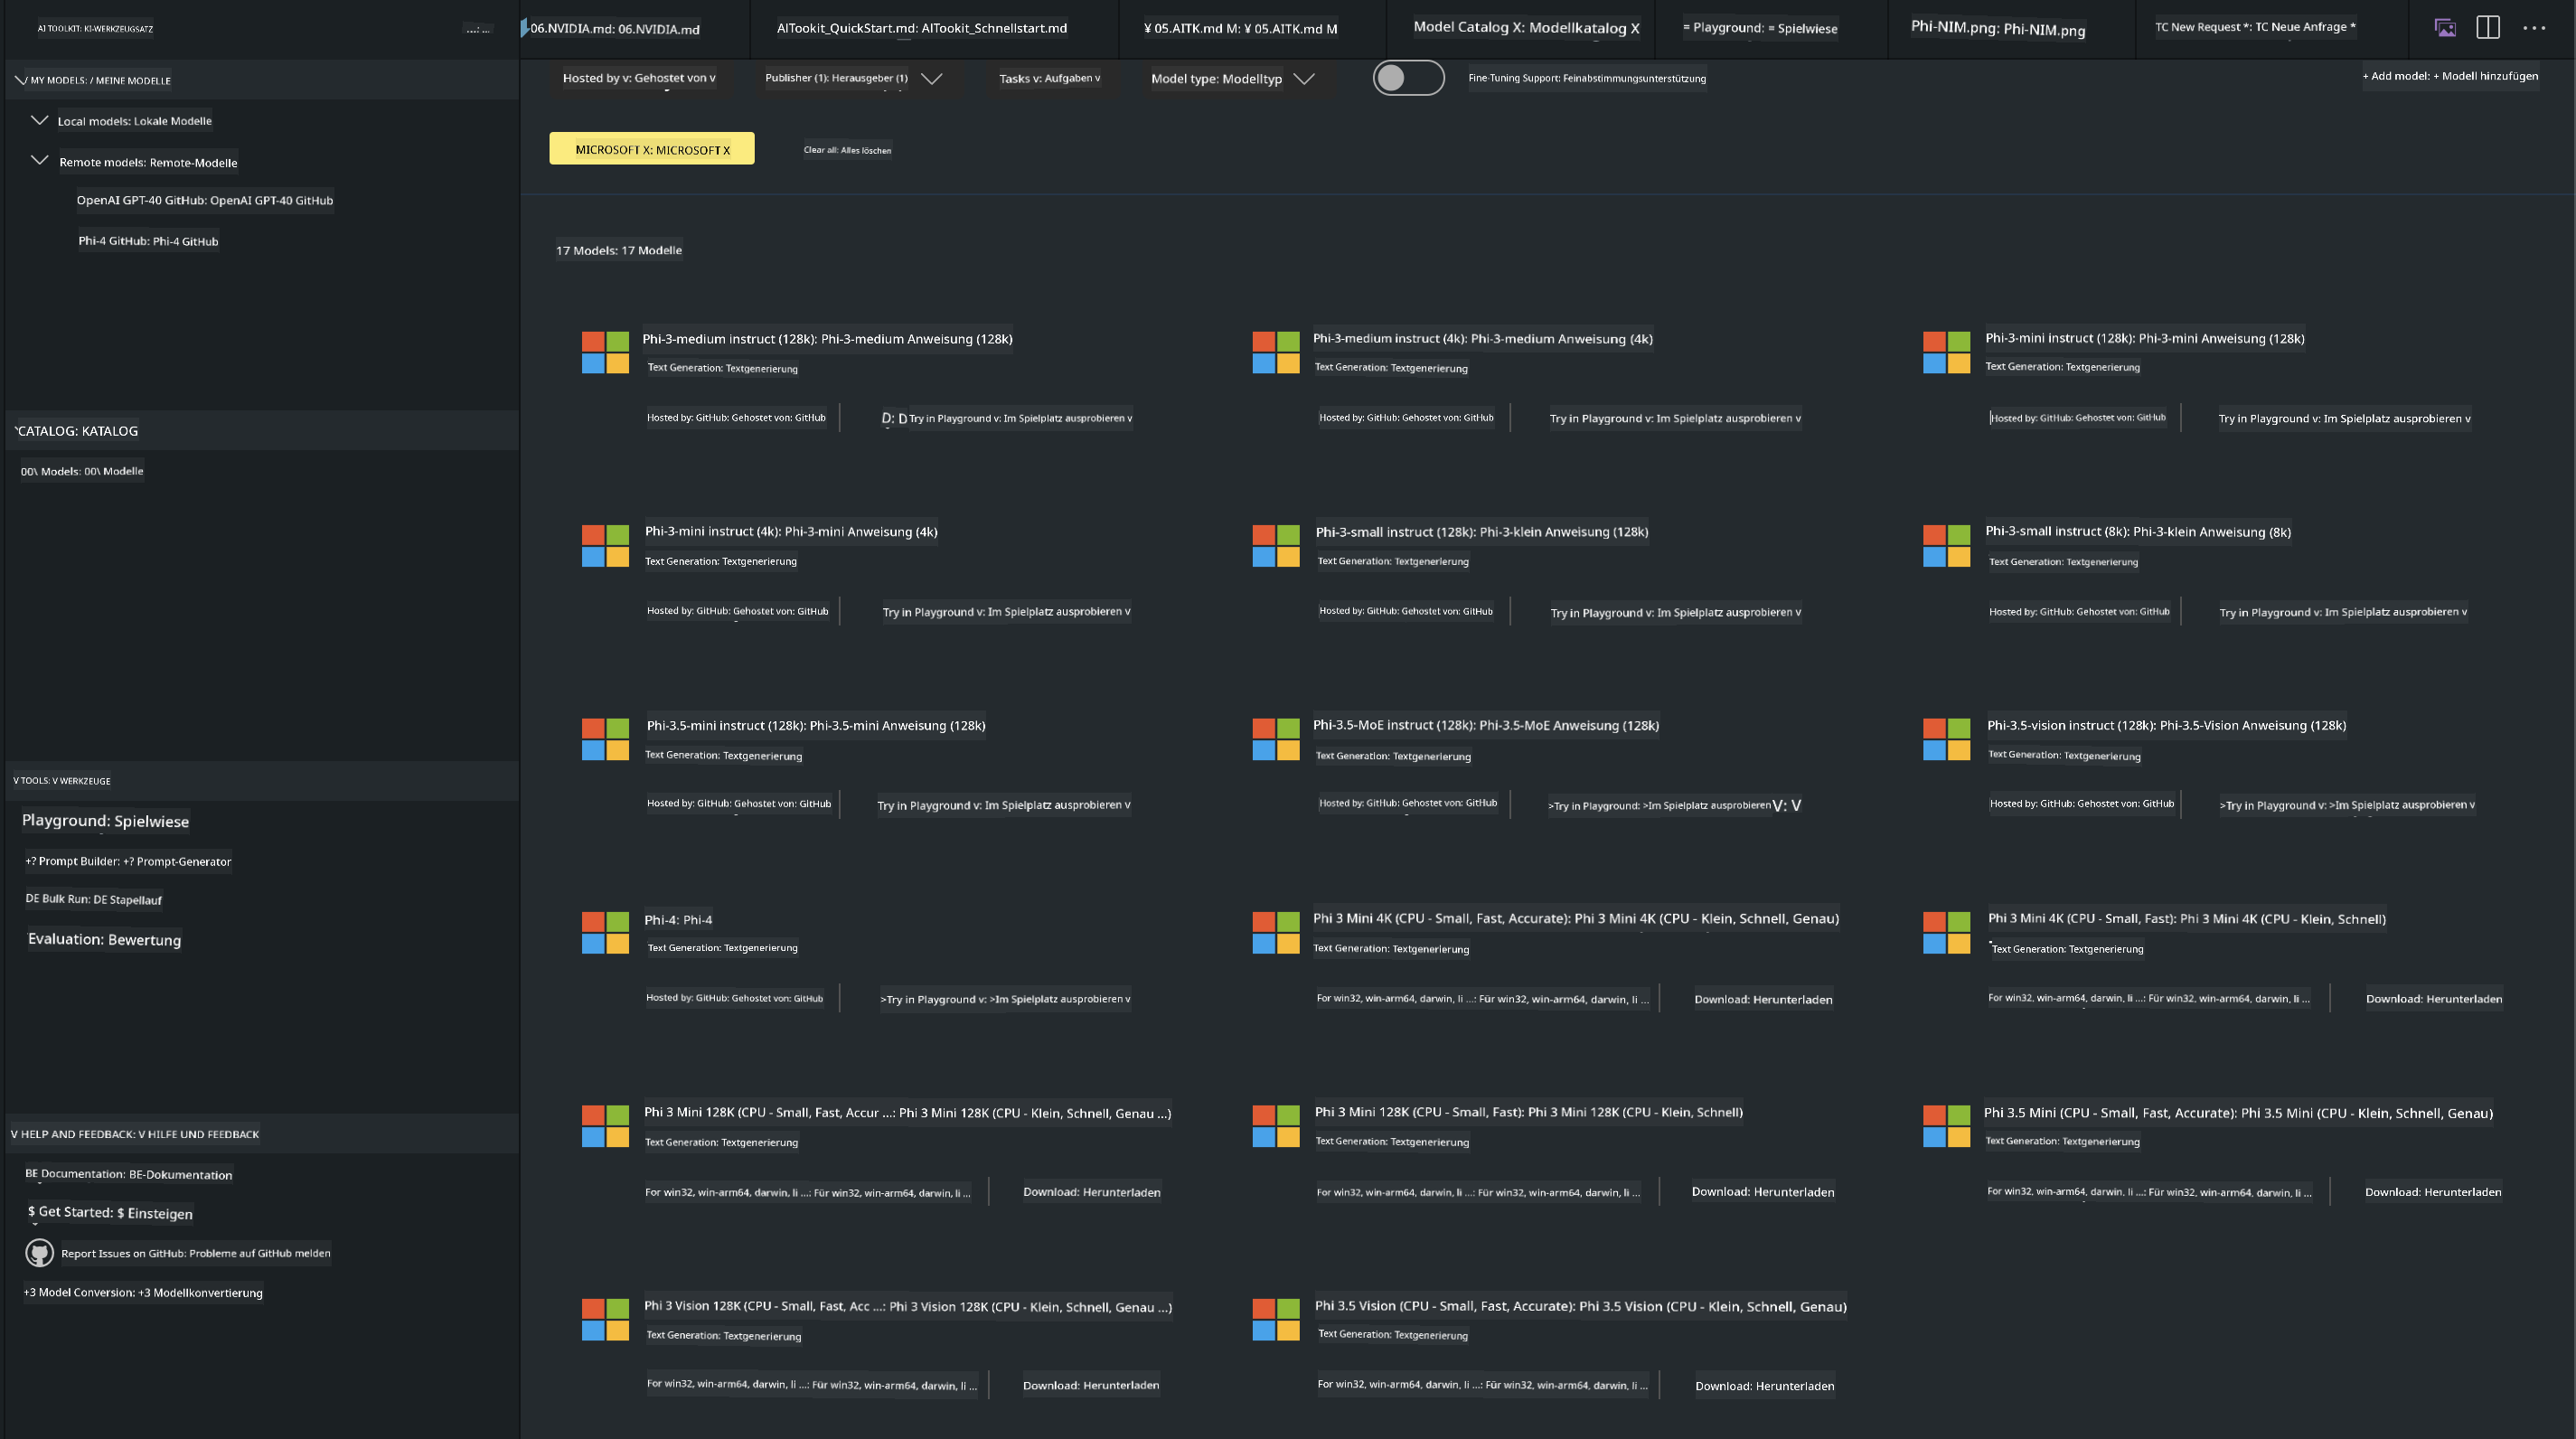 AI TOOLKIT: KI-WERKZEUGSATZ
...: ...
06.NVIDIA.md: 06.NVIDIA.md
AlTookit_QuickStart.md: AlTookit_Schnellstart.md
¥ 05.AITK.md M: ¥ 05.AITK.md M
Model Catalog X: Modellkatalog X
= Playground: = Spielwiese
Phi-NIM.png: Phi-NIM.png
TC New Request *: TC Neue Anfrage *
MY MODELS: / MEINE MODELLE
Local models: Lokale Modelle
Remote models: Remote-Modelle
OpenAI GPT-40 GitHub: OpenAI GPT-40 GitHub
Phi-4 GitHub: Phi-4 GitHub
`CATALOG: KATALOG
00\ Models: 00\ Modelle
V TOOLS: V WERKZEUGE
Playground: Spielwiese
+? Prompt Builder: +? Prompt-Generator
DE Bulk Run: DE Stapellauf
Evaluation: Bewertung
V HELP AND FEEDBACK: V HILFE UND FEEDBACK
BE Documentation: BE-Dokumentation
$ Get Started: $ Einsteigen
Report Issues on GitHub: Probleme auf GitHub melden
+3 Model Conversion: +3 Modellkonvertierung
Hosted by v: Gehostet von v
Publisher (1): Herausgeber (1)
Tasks v: Aufgaben v
Model type: Modelltyp
Fine-Tuning Support: Feinabstimmungsunterstützung
+ Add model: + Modell hinzufügen
MICROSOFT X: MICROSOFT X
Clear all: Alles löschen
17 Models: 17 Modelle
Phi-3-medium instruct (128k): Phi-3-medium Anweisung (128k)
Text Generation: Textgenerierung
Hosted by: GitHub: Gehostet von: GitHub
D: D Try in Playground v: Im Spielplatz ausprobieren v
Phi-3-medium instruct (4k): Phi-3-medium Anweisung (4k)
Text Generation: Textgenerierung
Hosted by: GitHub: Gehostet von: GitHub
Try in Playground v: Im Spielplatz ausprobieren v
Phi-3-mini instruct (128k): Phi-3-mini Anweisung (128k)
Text Generation: Textgenerierung
Hosted by: GitHub: Gehostet von: GitHub
Try in Playground v: Im Spielplatz ausprobieren v
Phi-3-mini instruct (4k): Phi-3-mini Anweisung (4k)
Text Generation: Textgenerierung
Hosted by: GitHub: Gehostet von: GitHub
Try in Playground v: Im Spielplatz ausprobieren v
Phi-3-small instruct (128k): Phi-3-klein Anweisung (128k)
Text Generation: Textgenerierung
Hosted by: GitHub: Gehostet von: GitHub
Try in Playground v: Im Spielplatz ausprobieren v
Phi-3-small instruct (8k): Phi-3-klein Anweisung (8k)
Text Generation: Textgenerierung
Hosted by: GitHub: Gehostet von: GitHub
Try in Playground v: Im Spielplatz ausprobieren v
Phi-3.5-mini instruct (128k): Phi-3.5-mini Anweisung (128k)
Text Generation: Textgenerierung
Hosted by: GitHub: Gehostet von: GitHub
Try in Playground v: Im Spielplatz ausprobieren v
Phi-3.5-MoE instruct (128k): Phi-3.5-MoE Anweisung (128k)
Text Generation: Textgenerierung
Hosted by: GitHub: Gehostet von: GitHub
>Try in Playground: >Im Spielplatz ausprobieren V: V
Phi-3.5-vision instruct (128k): Phi-3.5-Vision Anweisung (128k)
Text Generation: Textgenerierung
Hosted by: GitHub: Gehostet von: GitHub
>Try in Playground v: >Im Spielplatz ausprobieren v
Phi-4: Phi-4
Text Generation: Textgenerierung
Hosted by: GitHub: Gehostet von: GitHub
>Try in Playground v: >Im Spielplatz ausprobieren v
Phi 3 Mini 4K (CPU - Small, Fast, Accurate): Phi 3 Mini 4K (CPU - Klein, Schnell, Genau)
Text Generation: Textgenerierung
For win32, win-arm64, darwin, li ...: Für win32, win-arm64, darwin, li ...
Download: Herunterladen
Phi 3 Mini 4K (CPU - Small, Fast): Phi 3 Mini 4K (CPU - Klein, Schnell)
Text Generation: Textgenerierung
For win32, win-arm64, darwin, li ...: Für win32, win-arm64, darwin, li ...
Download: Herunterladen
Phi 3 Mini 128K (CPU - Small, Fast, Accur ...: Phi 3 Mini 128K (CPU - Klein, Schnell, Genau ...)
Text Generation: Textgenerierung
For win32, win-arm64, darwin, li ...: Für win32, win-arm64, darwin, li ...
Download: Herunterladen
Phi 3 Mini 128K (CPU - Small, Fast): Phi 3 Mini 128K (CPU - Klein, Schnell)
Text Generation: Textgenerierung
For win32, win-arm64, darwin, li ...: Für win32, win-arm64, darwin, li ...
Download: Herunterladen
Phi 3.5 Mini (CPU - Small, Fast, Accurate): Phi 3.5 Mini (CPU - Klein, Schnell, Genau)
Text Generation: Textgenerierung
For win32, win-arm64, darwin, li ...: Für win32, win-arm64, darwin, li ...
Download: Herunterladen
Phi 3 Vision 128K (CPU - Small, Fast, Acc ...: Phi 3 Vision 128K (CPU - Klein, Schnell, Genau ...)
Text Generation: Textgenerierung
For win32, win-arm64, darwin, li ...: Für win32, win-arm64, darwin, li ...
Download: Herunterladen
Phi 3.5 Vision (CPU - Small, Fast, Accurate): Phi 3.5 Vision (CPU - Klein, Schnell, Genau)
Text Generation: Textgenerierung
For win32, win-arm64, darwin, li ...: Für win32, win-arm64, darwin, li ...
Download: Herunterladen